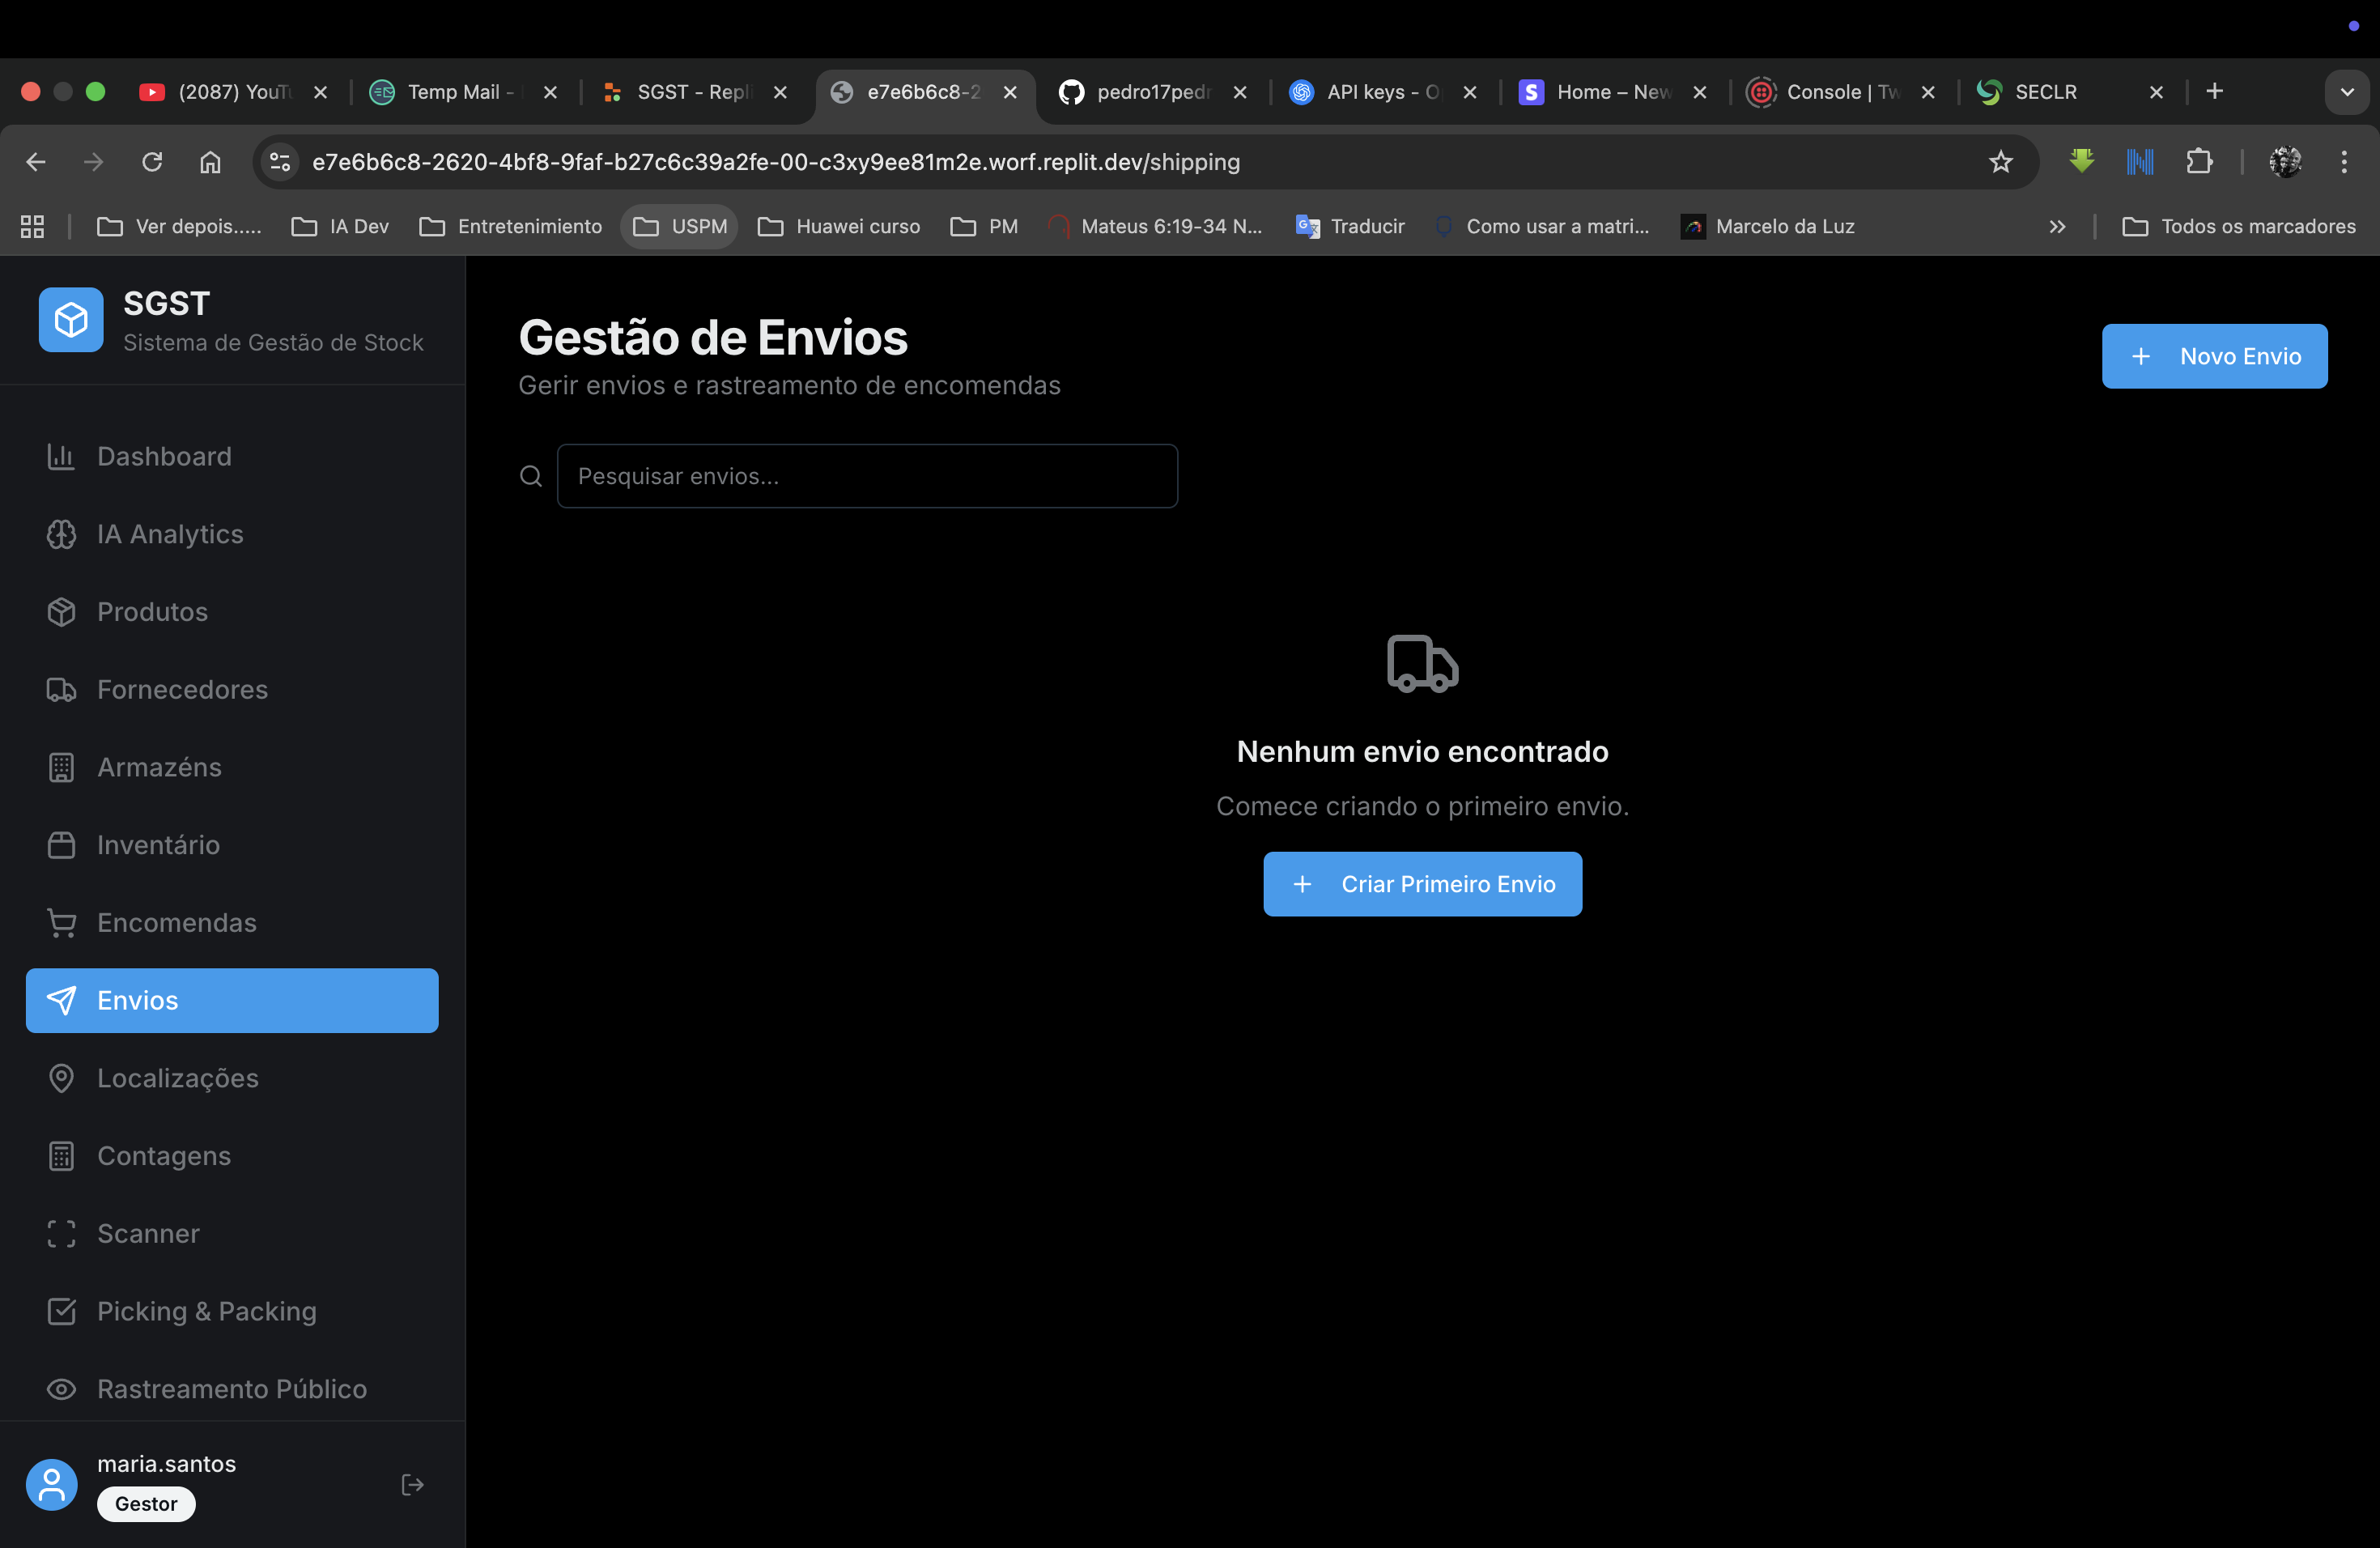 (2087) YouTu
Temp Mail -
SGST - Repli
e7e6b6c8-2
pedro17pedr
API keys - O
Home – New
Console | Tw
SECLR
e7e6b6c8-2620-4bf8-9faf-b27c6c39a2fe-00-c3xy9ee81m2e.worf.replit.dev/shipping
Ver depois.....
IA Dev
Entretenimiento
USPM
Huawei curso
PM
Mateus 6:19-34 N...
Traducir
Como usar a matri...
Marcelo da Luz
Todos os marcadores
SGST
Sistema de Gestão de Stock
Dashboard
IA Analytics
Produtos
Fornecedores
Armazéns
Inventário
Encomendas
Envios
Localizações
Contagens
Scanner
Picking & Packing
Rastreamento Público
maria.santos
Gestor
Gestão de Envios
Gerir envios e rastreamento de encomendas
Novo Envio
Pesquisar envios...
Nenhum envio encontrado
Comece criando o primeiro envio.
Criar Primeiro Envio